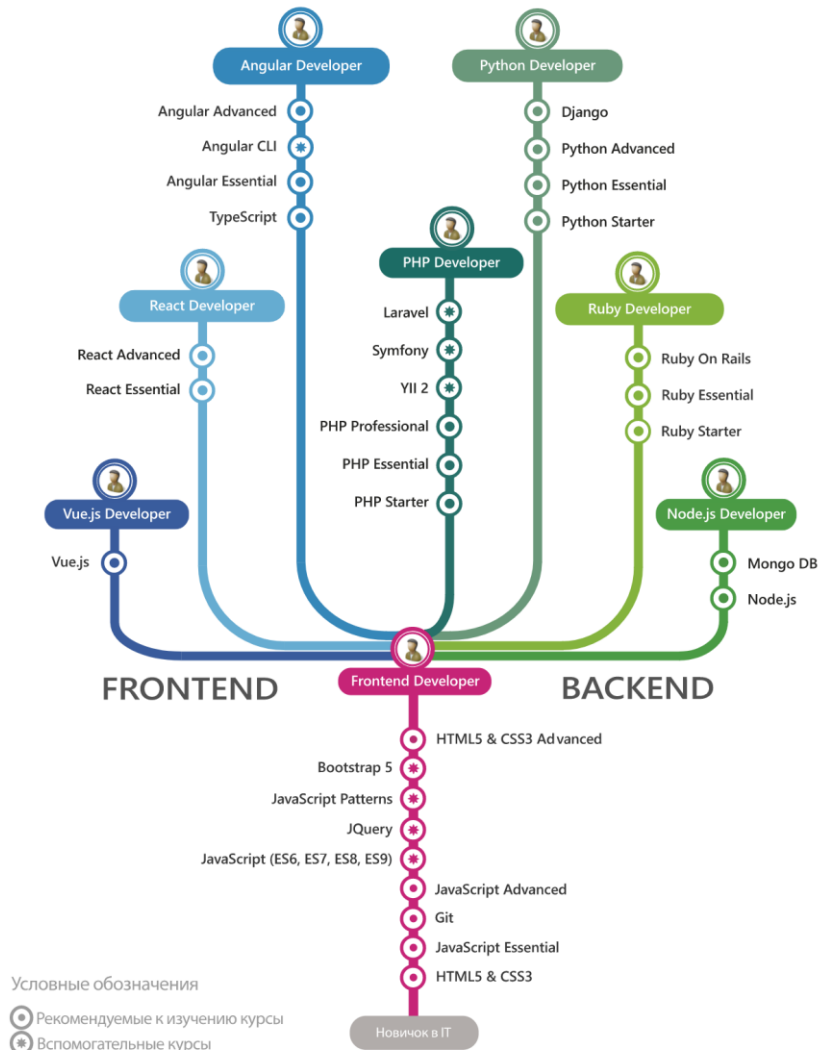 Angular Developer
Python Developer
Angular Advanced
Angular CLI
Angular Essential
TypeScript
Django
Python Advanced
Python Essential
Python Starter
PHP Developer
Laravel
Symfony
YII 2
PHP Professional
PHP Essential
PHP Starter
React Developer
React Advanced
React Essential
Ruby Developer
Ruby On Rails
Ruby Essential
Ruby Starter
Vue.js Developer
Vue.js
Node.js Developer
Mongo DB
Node.js
FRONTEND
BACKEND
Frontend Developer
HTML5 & CSS3 Advanced
Bootstrap 5
JavaScript Patterns
JQuery
JavaScript (ES6, ES7, ES8, ES9)
JavaScript Advanced
Git
JavaScript Essential
HTML5 & CSS3
Новичок в IT
Условные обозначения
Рекомендуемые к изучению курсы
Вспомогательные курсы